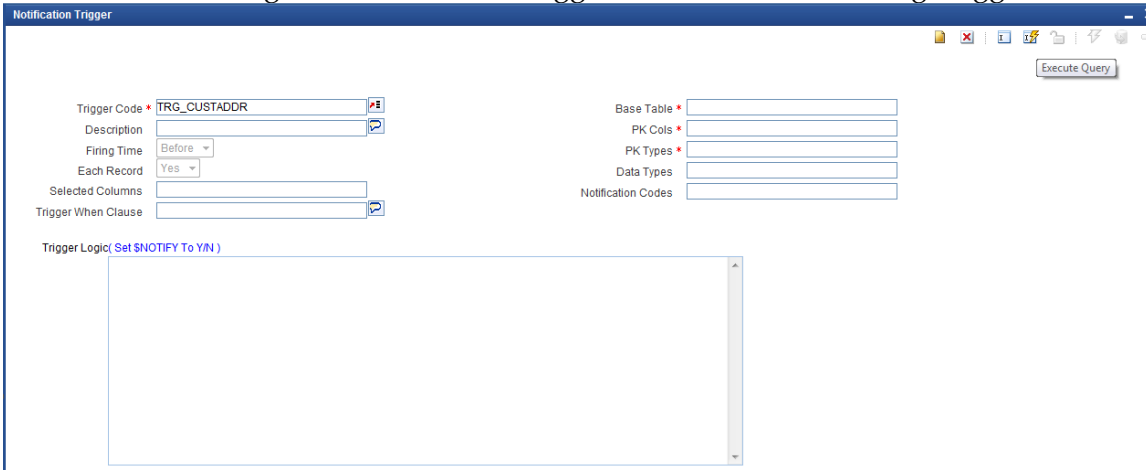 Notification Trigger
Execute Query
Trigger Code * TRG_CUSTADDR
Base Table *
Description
PK Cols *
Firing Time Before
PK Types *
Each Record Yes
Data Types
Selected Columns
Notification Codes
Trigger When Clause
Trigger Logic( Set $NOTIFY To Y/N )